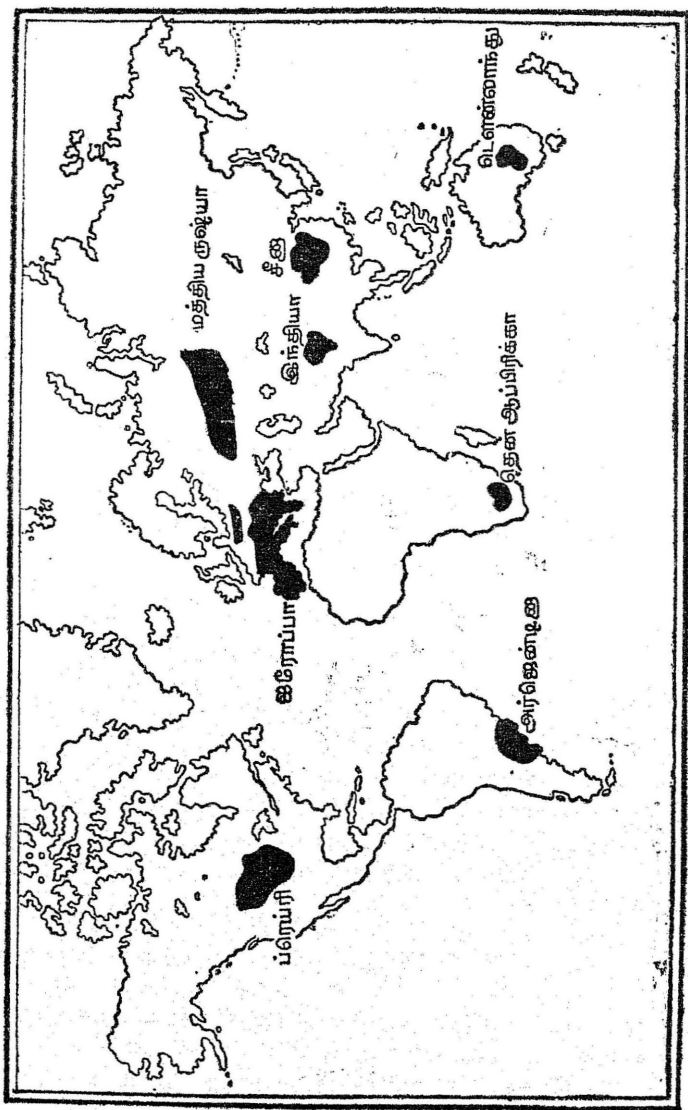 மத்திய ருஷ்யா
சீனா
இந்தியா
ஐரோப்பா
ப்ரெய்ரி
அர்ஜெண்டினா
தென் ஆப்பிரிக்கா
டௌன்லாந்து